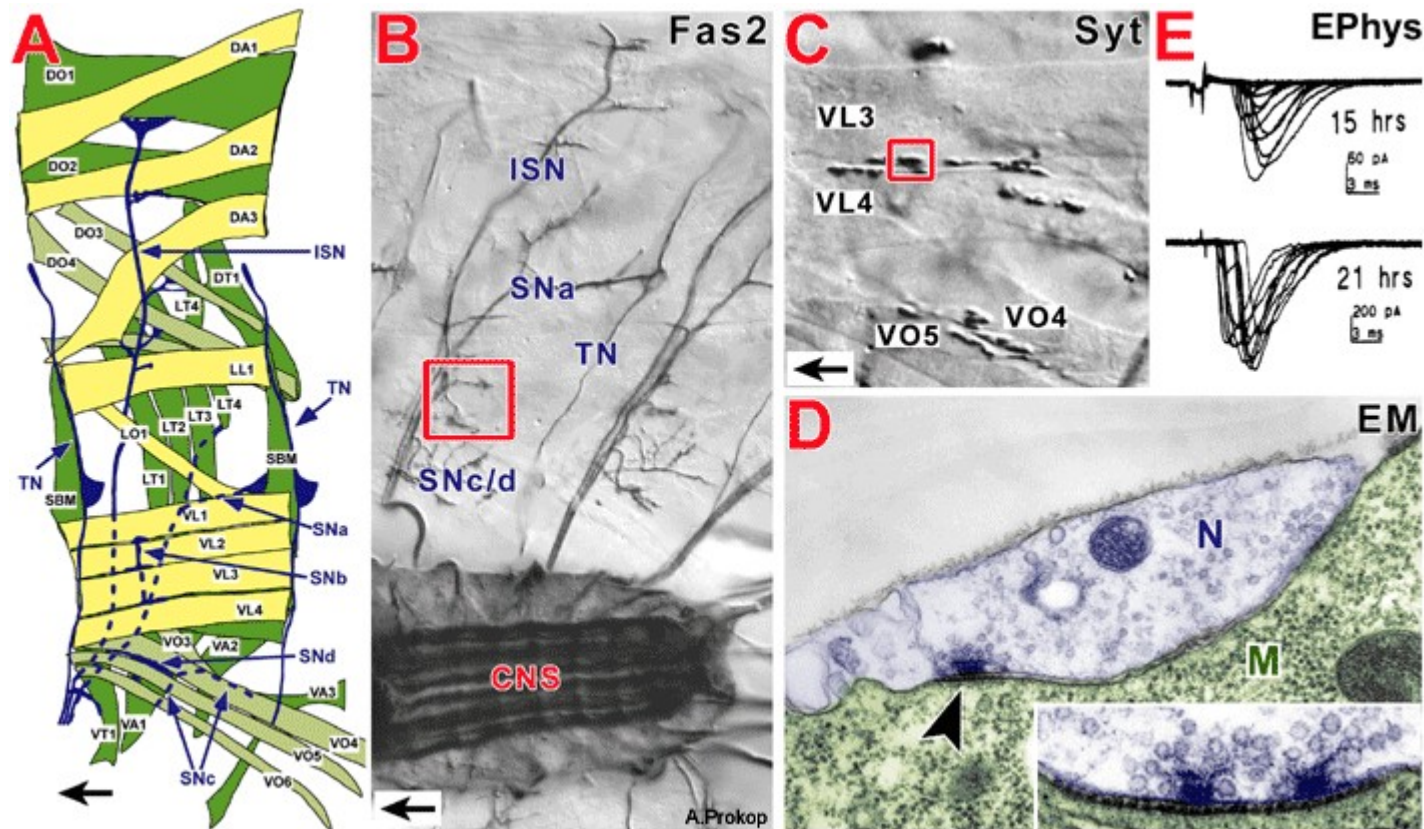 A
DA1
DO1
DA2
DO2
DA3
DO3
DO4
ISN
DT1
LT4
LL1
TN
LT4
LT3
LT2
LO1
SBM
TN
LT1
SBM
VL1
SNa
VL2
SNb
VL3
VL4
VO3
VA2
SNd
VA3
VA1
VT1
VO4
VO5
SNc
VO6
B
Fas2
ISN
SNa
TN
SNc/d
CNS
A.Prokop
C
Syt
VL3
VL4
VO4
VO5
E
EPhys
15 hrs
60 pA
3 ms
21 hrs
200 pA
3 ms
D
EM
N
M